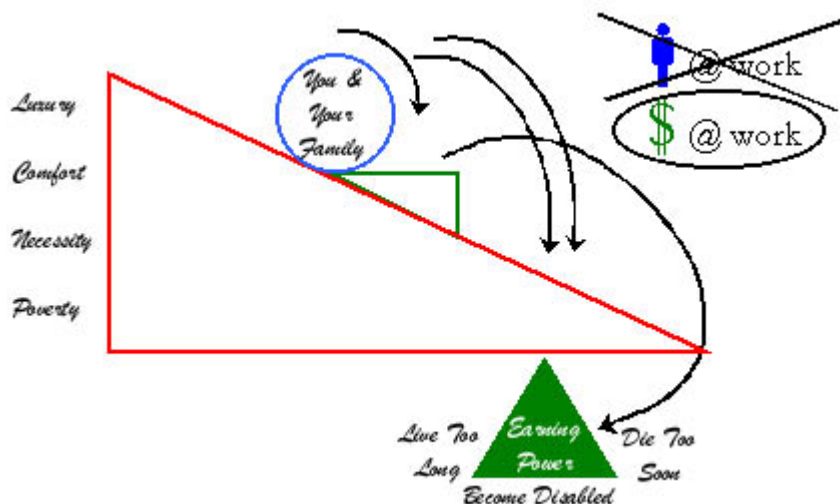 You &
Your
Family
@ work
$ @ work
Luxury
Comfort
Necessity
Poverty
Live Too
Long
Earning
Power
Die Too
Soon
Become Disabled